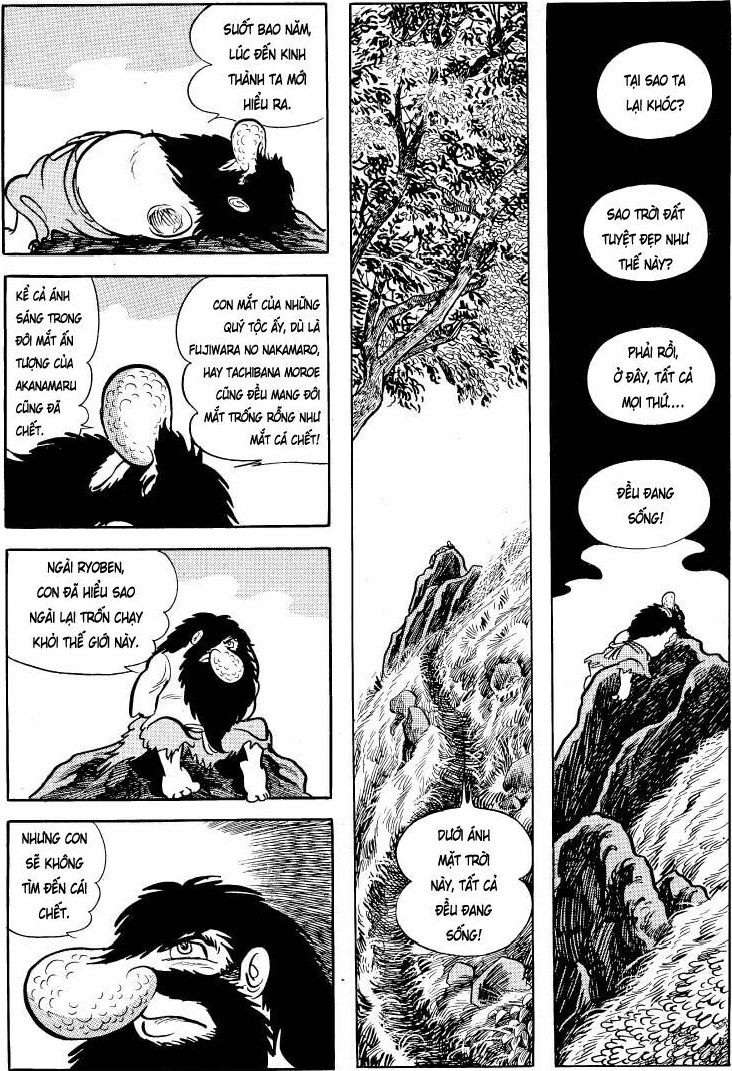 TẠI SAO TA
LẠI KHÓC?
SAO TRỜI ĐẤT
TUYỆT ĐẸP NHƯ
THẾ NÀY?
PHẢI RỒI,
Ở ĐÂY, TẤT CẢ
MỌI THỨ....
ĐỀU ĐANG
SỐNG!
DƯỚI ÁNH
MẶT TRỜI
NÀY, TẤT CẢ
ĐỀU ĐANG
SỐNG!
SUỐT BAO NĂM,
LÚC ĐẾN KINH
THÀNH TA MỚI
HIỂU RA.
CON MẮT CỦA NHỮNG
QUÝ TỘC ẤY, DÙ LÀ
FUJIWARA NO NAKAMARO,
HAY TACHIBANA MOROE
CŨNG ĐỀU MANG ĐÔI
MẮT TRỐNG RỖNG NHƯ
MẮT CÁ CHẾT!
KỂ CẢ ÁNH
SÁNG TRONG
ĐÔI MẮT ẤN
TƯỢNG CỦA
AKANAMARU
CŨNG ĐÃ
CHẾT.
NGÀI RYOBEN,
CON ĐÃ HIỂU SAO
NGÀI LẠI TRỐN CHẠY
KHỎI THẾ GIỚI NÀY.
NHƯNG CON
SẼ KHÔNG
TÌM ĐẾN CÁI
CHẾT.